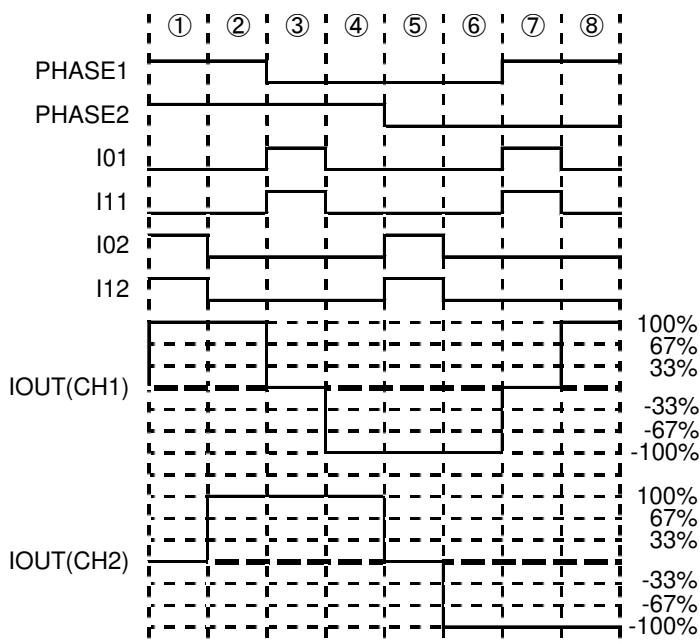 ① ② ③ ④ ⑤ ⑥ ⑦ ⑧
PHASE1
PHASE2
I01
I11
I02
I12
100%
67%
33%
IOUT(CH1)
-33%
-67%
-100%
100%
67%
33%
IOUT(CH2)
-33%
-67%
-100%